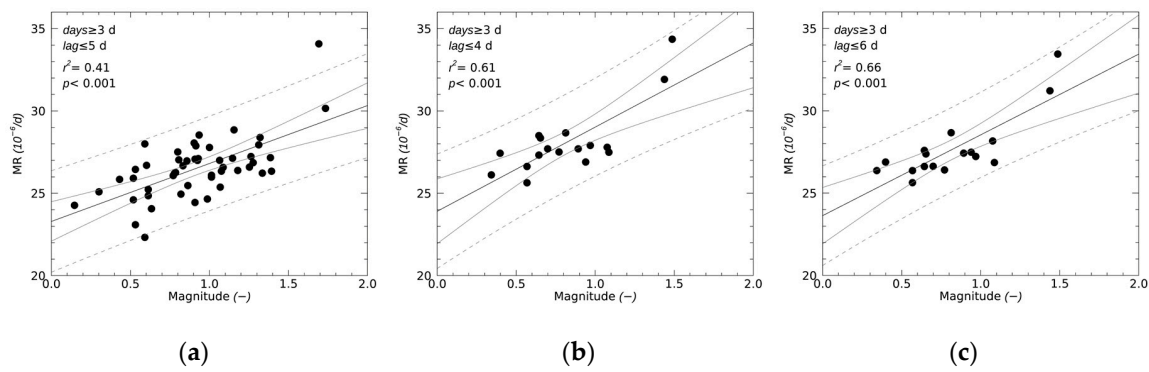 days≥3 d
lag≤5 d
r²= 0.41
p< 0.001
35
30
25
20
MR (10⁻⁶/d)
0.0 0.5 1.0 1.5 2.0
Magnitude (−)
(a)
days≥3 d
lag≤4 d
r²= 0.61
p< 0.001
35
30
25
20
MR (10⁻⁶/d)
0.0 0.5 1.0 1.5 2.0
Magnitude (−)
(b)
days≥3 d
lag≤6 d
r²= 0.66
p< 0.001
35
30
25
20
MR (10⁻⁶/d)
0.0 0.5 1.0 1.5 2.0
Magnitude (−)
(c)